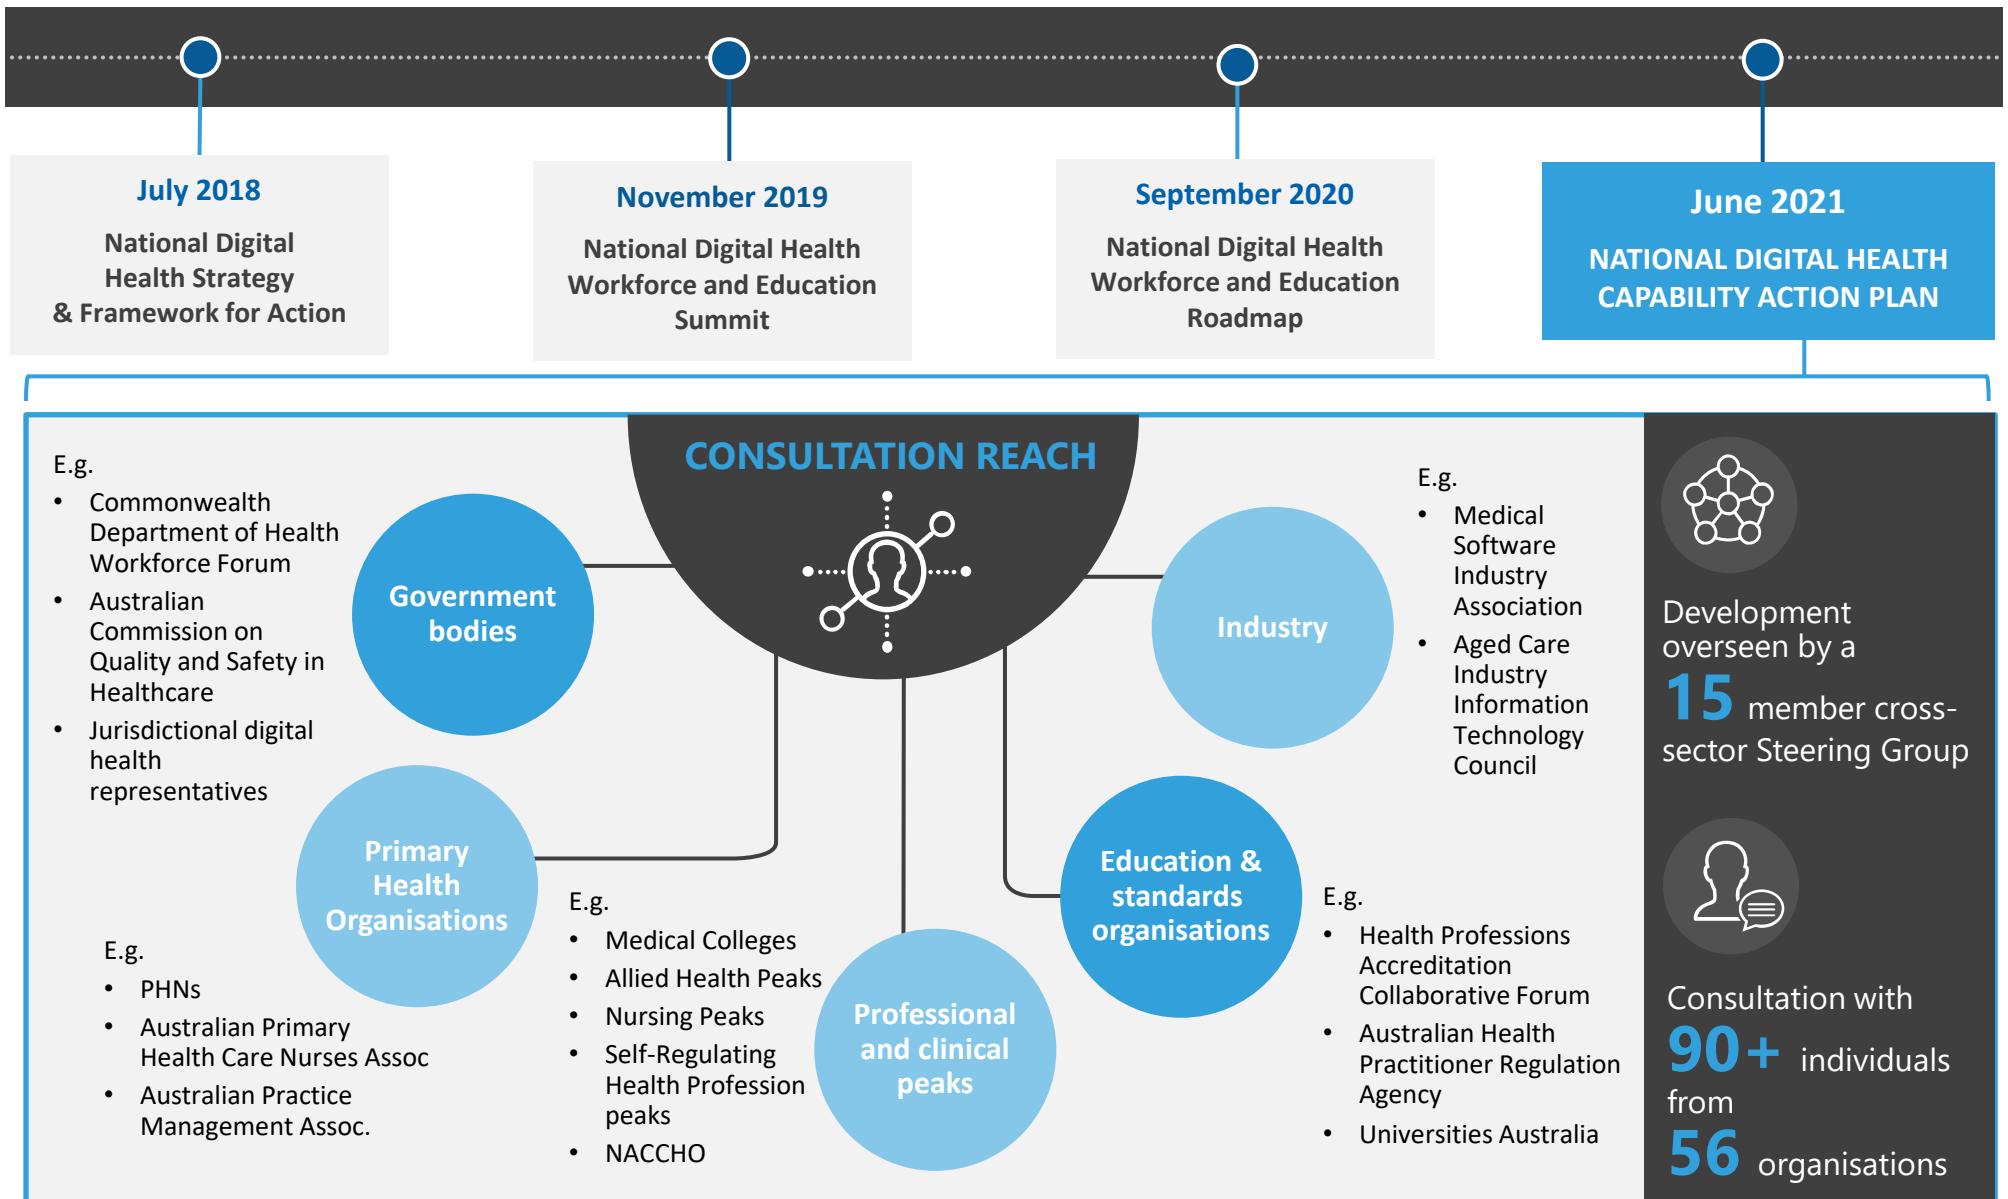 July 2018
National Digital
Health Strategy
& Framework for Action
November 2019
National Digital Health
Workforce and Education
Summit
September 2020
National Digital Health
Workforce and Education
Roadmap
June 2021
NATIONAL DIGITAL HEALTH
CAPABILITY ACTION PLAN
CONSULTATION REACH
E.g.
• Commonwealth
Department of Health
Workforce Forum
• Australian
Commission on
Quality and Safety in
Healthcare
• Jurisdictional digital
health
representatives
Government
bodies
Industry
E.g.
• Medical
Software
Industry
Association
• Aged Care
Industry
Information
Technology
Council
Primary
Health
Organisations
E.g.
• PHNs
• Australian Primary
Health Care Nurses Assoc
• Australian Practice
Management Assoc.
E.g.
• Medical Colleges
• Allied Health Peaks
• Nursing Peaks
• Self-Regulating
Health Profession
peaks
• NACCHO
Professional
and clinical
peaks
Education &
standards
organisations
E.g.
• Health Professions
Accreditation
Collaborative Forum
• Australian Health
Practitioner Regulation
Agency
• Universities Australia
Development
overseen by a
15 member cross-
sector Steering Group
Consultation with
90+ individuals
from
56 organisations